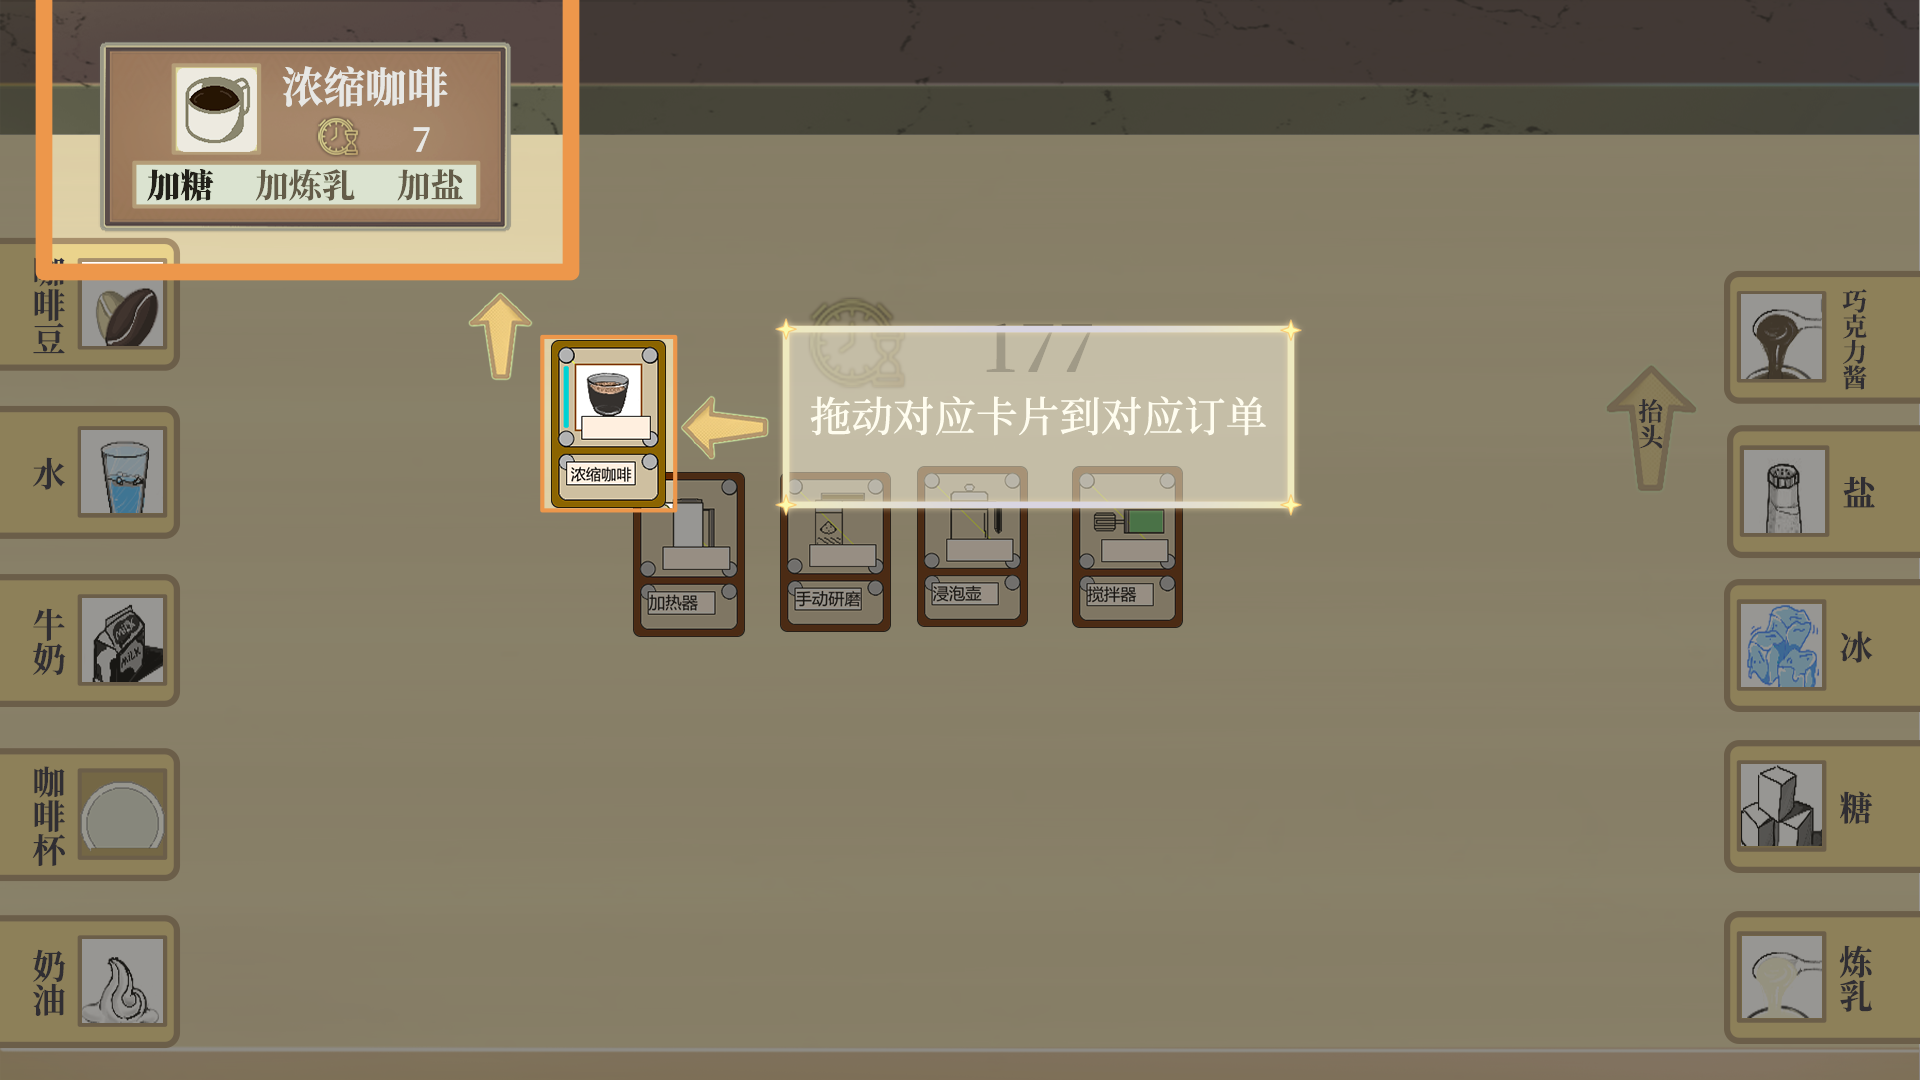 浓缩咖啡
7
加糖 加炼乳 加盐
咖啡豆
水
牛奶
咖啡杯
奶油
177
拖动对应卡片到对应订单
浓缩咖啡
加热器
手动研磨
浸泡壶
搅拌器
抬头
巧克力酱
盐
冰
糖
炼乳
MILK
MILK